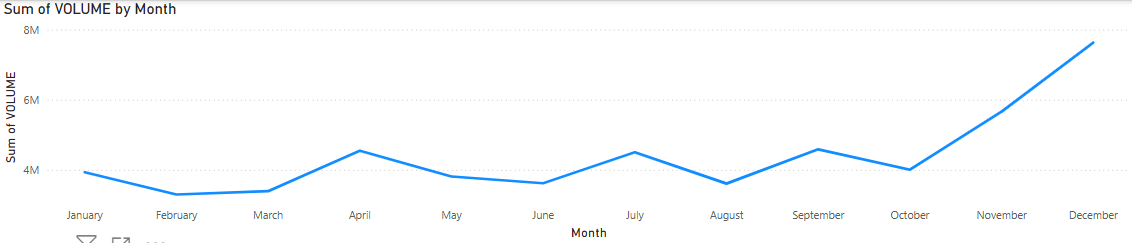 Sum of VOLUME by Month
8M
6M
4M
Sum of VOLUME
January February March April May June July August September October November December
Month